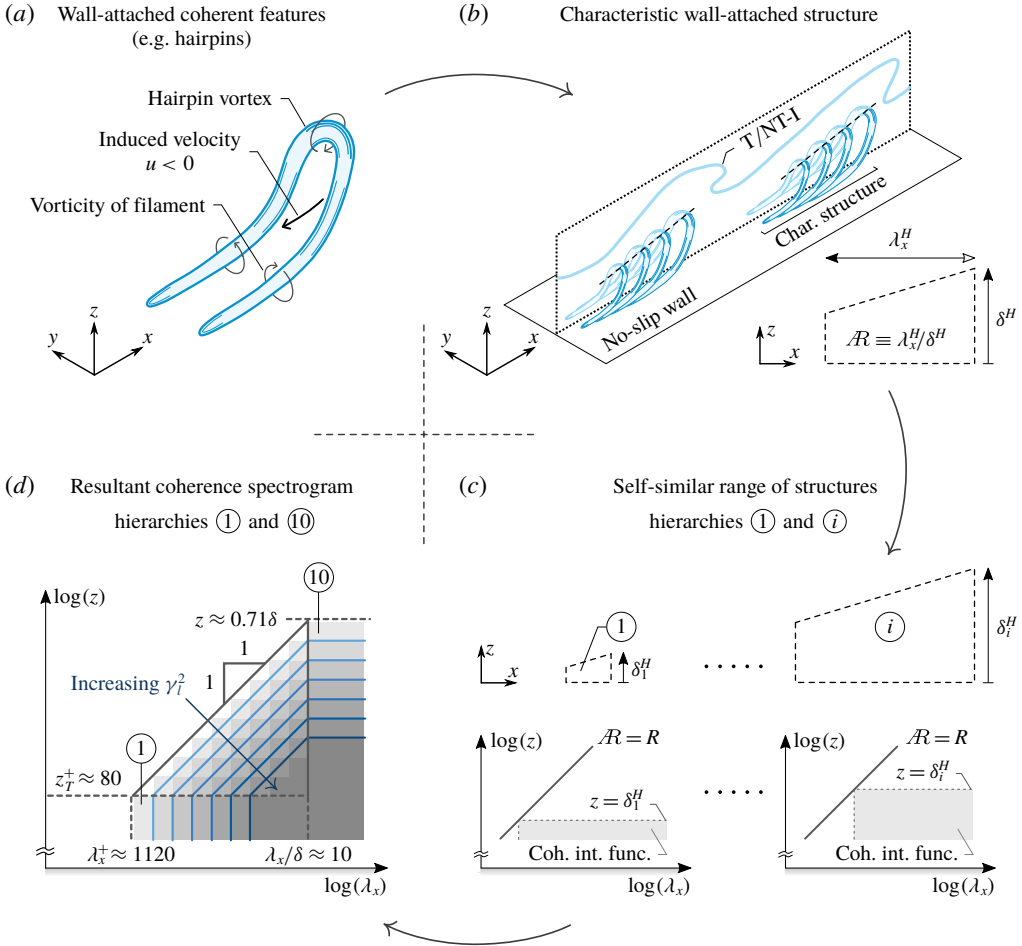 (a) Wall-attached coherent features
(e.g. hairpins)
Hairpin vortex
Induced velocity
u < 0
Vorticity of filament
z
y
x
(b) Characteristic wall-attached structure
T/NT-I
Char. structure
No-slip wall
λ_x^H
δ^H
Æ ≡ λ_x^H/δ^H
z
x
z
y
x
(d) Resultant coherence spectrogram
hierarchies ① and ⑩
log(z)
10
z ≈ 0.71δ
1
1
Increasing γ_l^2
1
z_T^+ ≈ 80
λ_x^+ ≈ 1120
λ_x/δ ≈ 10
log(λ_x)
(c) Self-similar range of structures
hierarchies ① and ⓘ
z
x
1
δ_1^H
i
δ_i^H
log(z)
Æ = R
z = δ_1^H
Coh. int. func.
log(λ_x)
log(z)
Æ = R
z = δ_i^H
Coh. int. func.
log(λ_x)